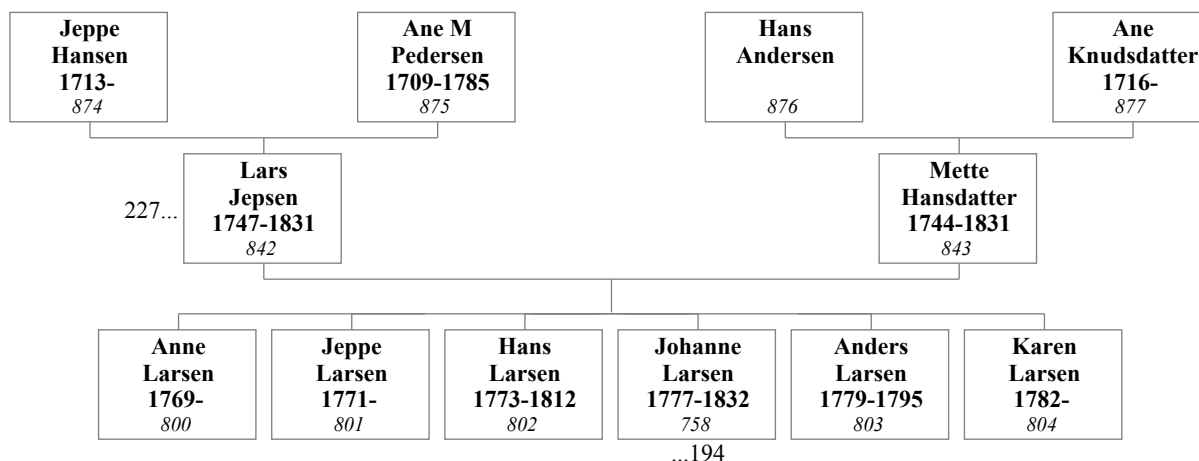 Jeppe
Hansen
1713-
874
Ane M
Pedersen
1709-1785
875
Hans
Andersen
876
Ane
Knudsdatter
1716-
877
227...
Lars
Jepsen
1747-1831
842
Mette
Hansdatter
1744-1831
843
Anne
Larsen
1769-
800
Jeppe
Larsen
1771-
801
Hans
Larsen
1773-1812
802
Johanne
Larsen
1777-1832
758
Anders
Larsen
1779-1795
803
Karen
Larsen
1782-
804
...194